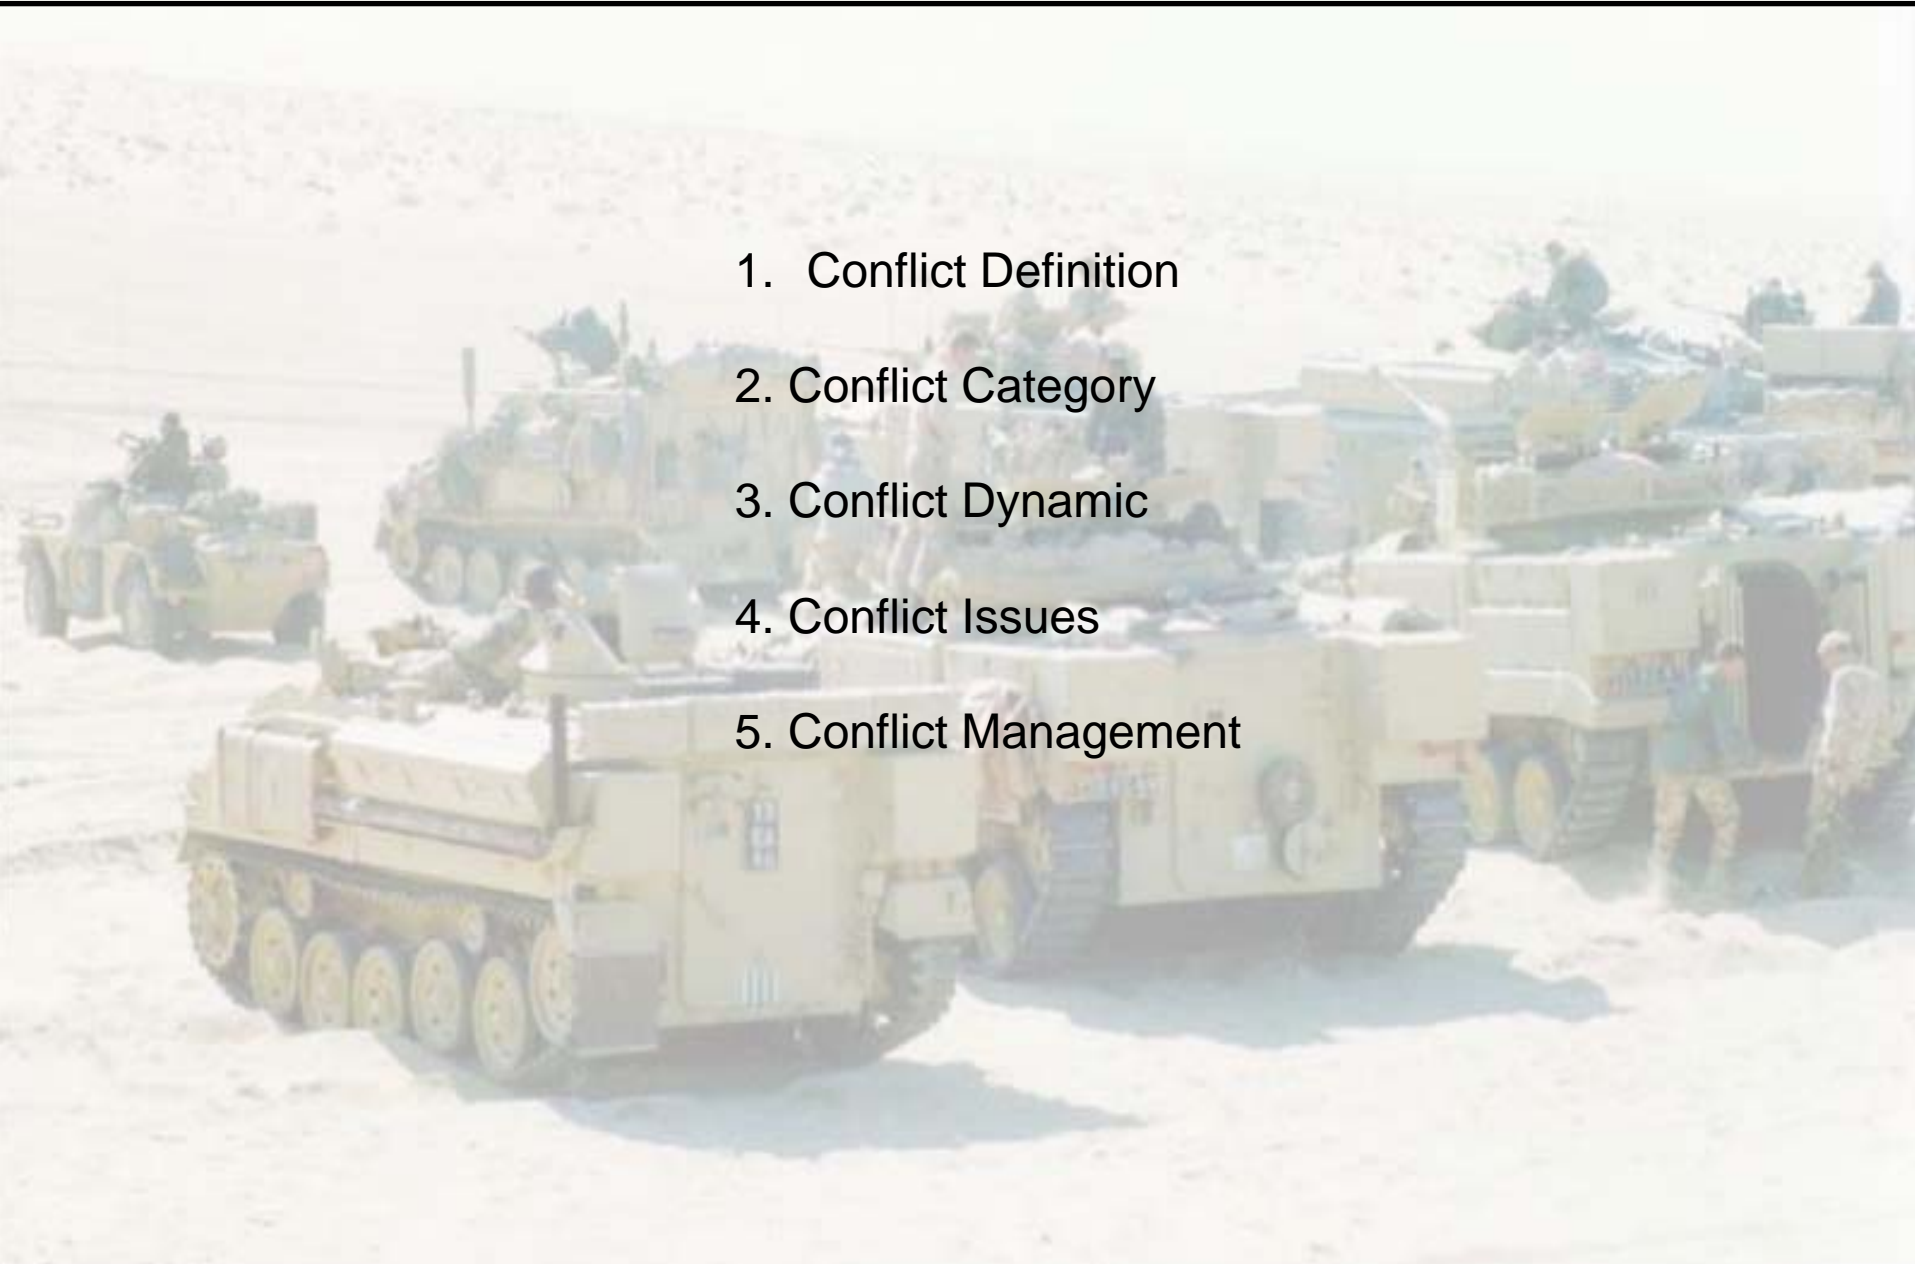 1. Conflict Definition
2. Conflict Category
3. Conflict Dynamic
4. Conflict Issues
5. Conflict Management